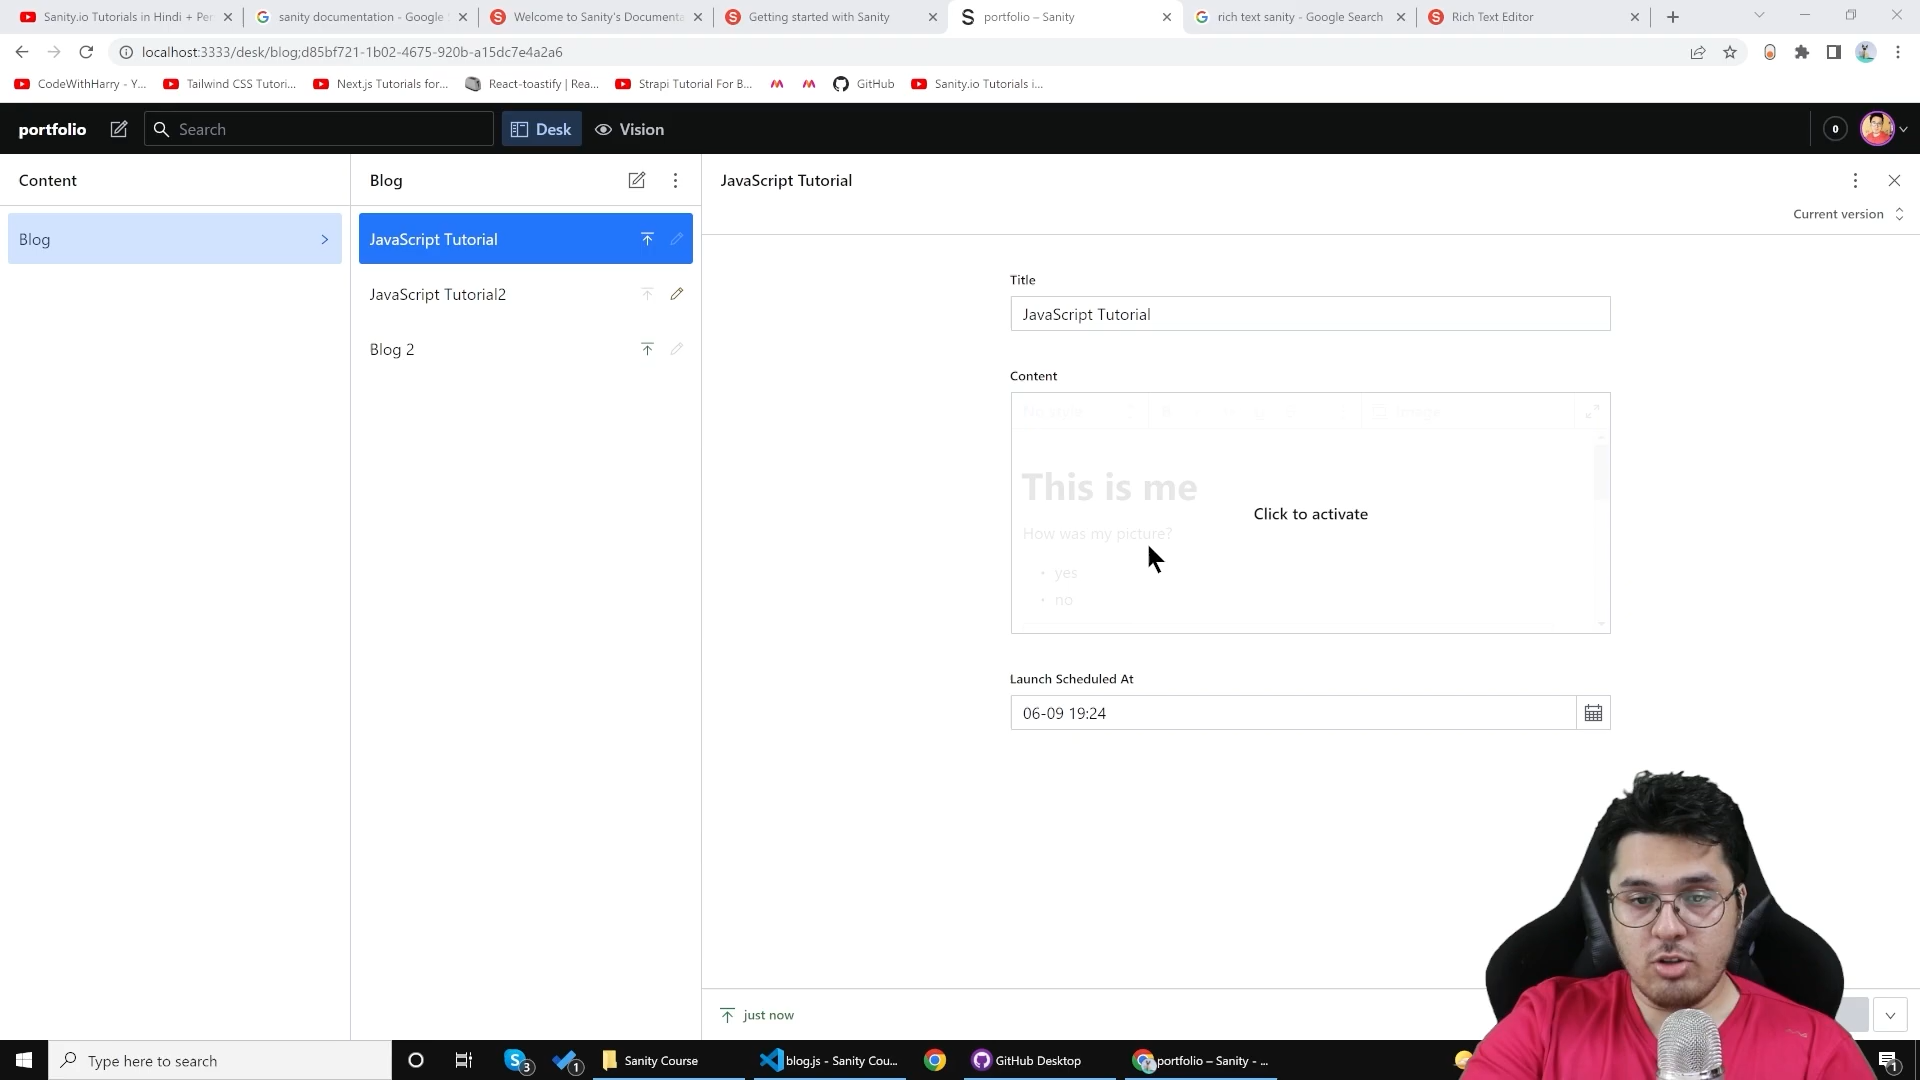 Sanity.io Tutorials in Hindi + Per
sanity documentation - Google
Welcome to Sanity's Documenta
Getting started with Sanity
portfolio – Sanity
rich text sanity - Google Search
Rich Text Editor
localhost:3333/desk/blog;d85bf721-1b02-4675-920b-a15dc7e4a2a6
CodeWithHarry - Y...
Tailwind CSS Tutori...
Next.js Tutorials for...
React-toastify | Rea...
Strapi Tutorial For B...
GitHub
Sanity.io Tutorials i...
portfolio
Search
Desk
Vision
0
Content
Blog
JavaScript Tutorial
Current version
Blog
JavaScript Tutorial
JavaScript Tutorial2
Blog 2
Title
JavaScript Tutorial
Content
Image
This is me
Click to activate
How was my picture?
yes
no
Launch Scheduled At
06-09 19:24
just now
Type here to search
3
1
Sanity Course
blog.js - Sanity Cou...
GitHub Desktop
portfolio – Sanity - ...
1